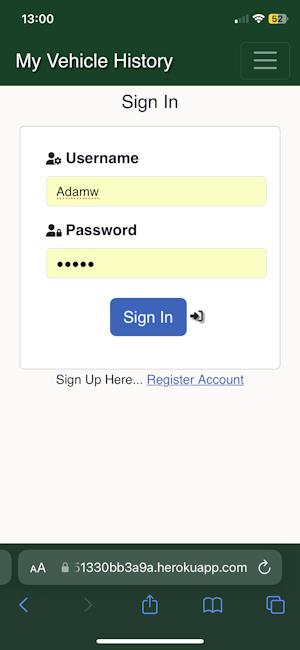 13:00
52
My Vehicle History
Sign In
Username
Adamw
Password
•••••
Sign In
Sign Up Here... Register Account
AA
51330bb3a9a.herokuapp.com